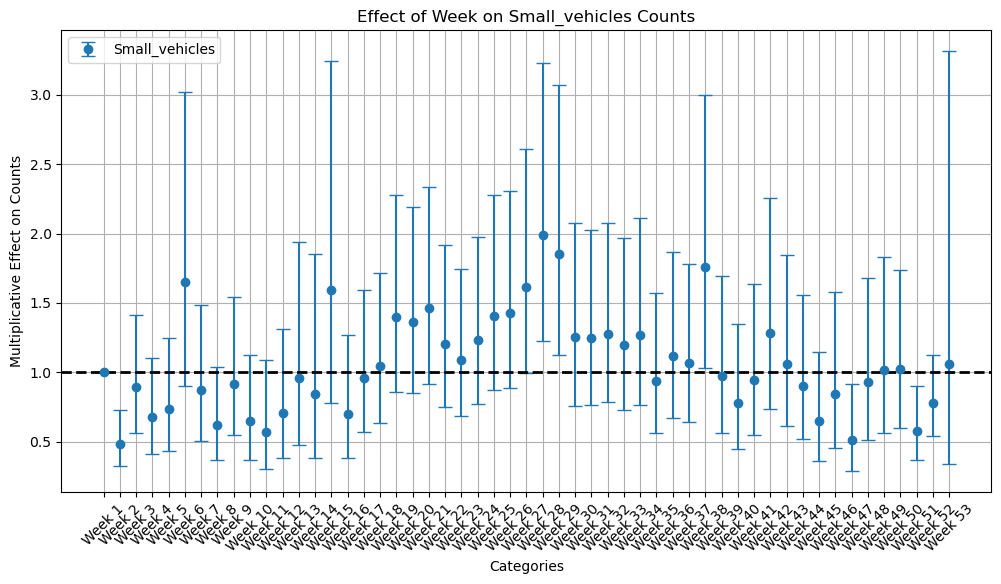 Effect of Week on Small_vehicles Counts
Small_vehicles
Multiplicative Effect on Counts
3.0
2.5
2.0
1.5
1.0
0.5
Week 1
Week 2
Week 3
Week 4
Week 5
Week 6
Week 7
Week 8
Week 9
Week 10
Week 11
Week 12
Week 13
Week 14
Week 15
Week 16
Week 17
Week 18
Week 19
Week 20
Week 21
Week 22
Week 23
Week 24
Week 25
Week 26
Week 27
Week 28
Week 29
Week 30
Week 31
Week 32
Week 33
Week 34
Week 35
Week 36
Week 37
Week 38
Week 39
Week 40
Week 41
Week 42
Week 43
Week 44
Week 45
Week 46
Week 47
Week 48
Week 49
Week 50
Week 51
Week 52
Week 53
Categories